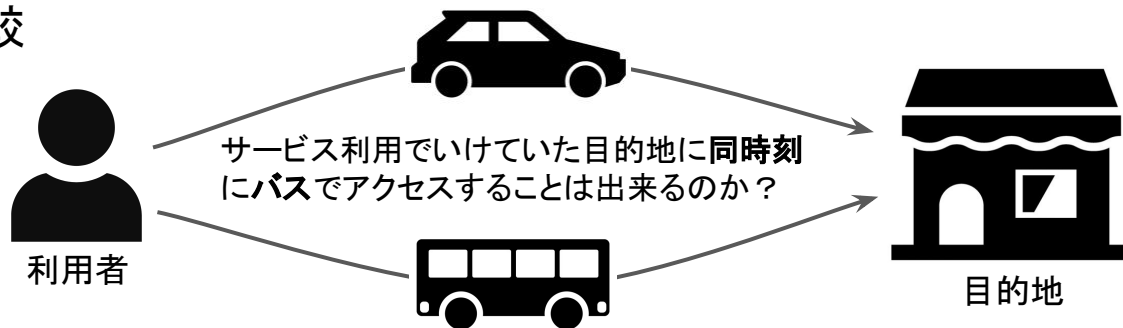 較
サービス利用でいけていた目的地に同時刻
にバスでアクセスすることは出来るのか？
利用者
目的地